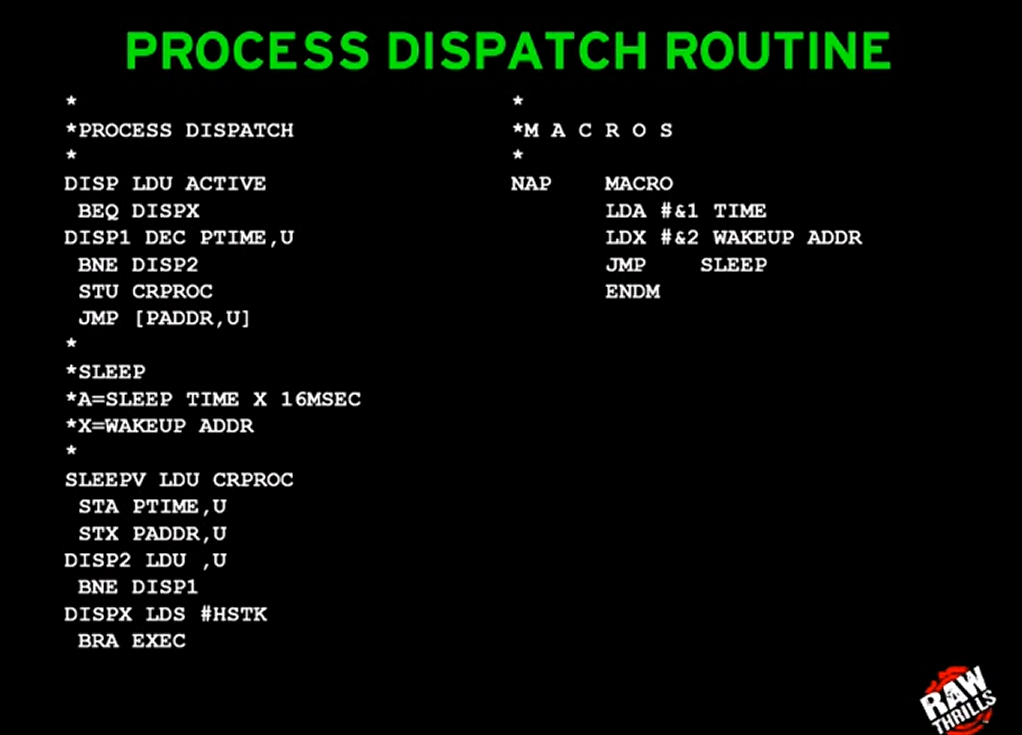 PROCESS DISPATCH ROUTINE
*
*PROCESS DISPATCH
*
DISP LDU ACTIVE
 BEQ DISPX
DISP1 DEC PTIME,U
 BNE DISP2
 STU CRPROC
 JMP [PADDR,U]
*
*SLEEP
*A=SLEEP TIME X 16MSEC
*X=WAKEUP ADDR
*
SLEEPV LDU CRPROC
 STA PTIME,U
 STX PADDR,U
DISP2 LDU ,U
 BNE DISP1
DISPX LDS #HSTK
 BRA EXEC
*
*M A C R O S
*
NAP    MACRO
       LDA #&1 TIME
       LDX #&2 WAKEUP ADDR
       JMP    SLEEP
       ENDM
RAW
THRILLS